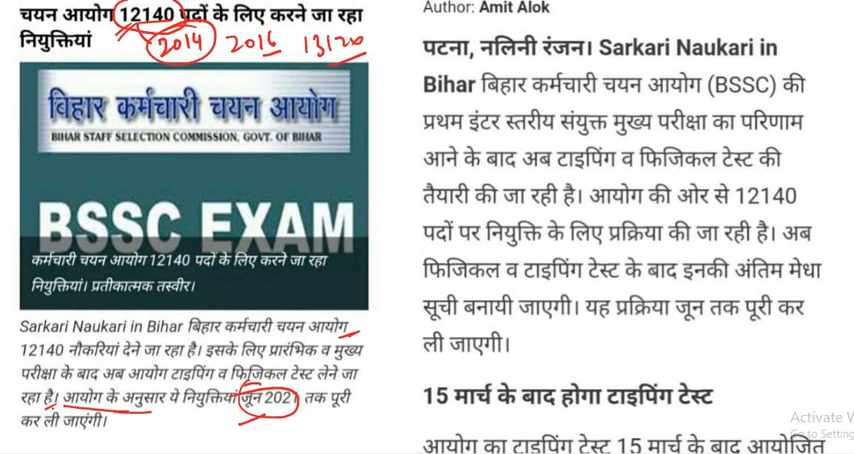 चयन आयोग 12140 पदों के लिए करने जा रहा
नियुक्तियां
2014 2016 13120
बिहार कर्मचारी चयन आयोग
BIHAR STAFF SELECTION COMMISSION, GOVT. OF BIHAR
BSSC EXAM
कर्मचारी चयन आयोग 12140 पदों के लिए करने जा रहा
नियुक्तियां। प्रतीकात्मक तस्वीर।
Sarkari Naukari in Bihar बिहार कर्मचारी चयन आयोग
12140 नौकरियां देने जा रहा है। इसके लिए प्रारंभिक व मुख्य
परीक्षा के बाद अब आयोग टाइपिंग व फिजिकल टेस्ट लेने जा
रहा है। आयोग के अनुसार ये नियुक्तियां जून 2021 तक पूरी
कर ली जाएंगी।
Author: Amit Alok
पटना, नलिनी रंजन। Sarkari Naukari in
Bihar बिहार कर्मचारी चयन आयोग (BSSC) की
प्रथम इंटर स्तरीय संयुक्त मुख्य परीक्षा का परिणाम
आने के बाद अब टाइपिंग व फिजिकल टेस्ट की
तैयारी की जा रही है। आयोग की ओर से 12140
पदों पर नियुक्ति के लिए प्रक्रिया की जा रही है। अब
फिजिकल व टाइपिंग टेस्ट के बाद इनकी अंतिम मेधा
सूची बनायी जाएगी। यह प्रक्रिया जून तक पूरी कर
ली जाएगी।
15 मार्च के बाद होगा टाइपिंग टेस्ट
Activate
Go to Setting
आयोग का टाइपिंग टेस्ट 15 मार्च के बाद आयोजित